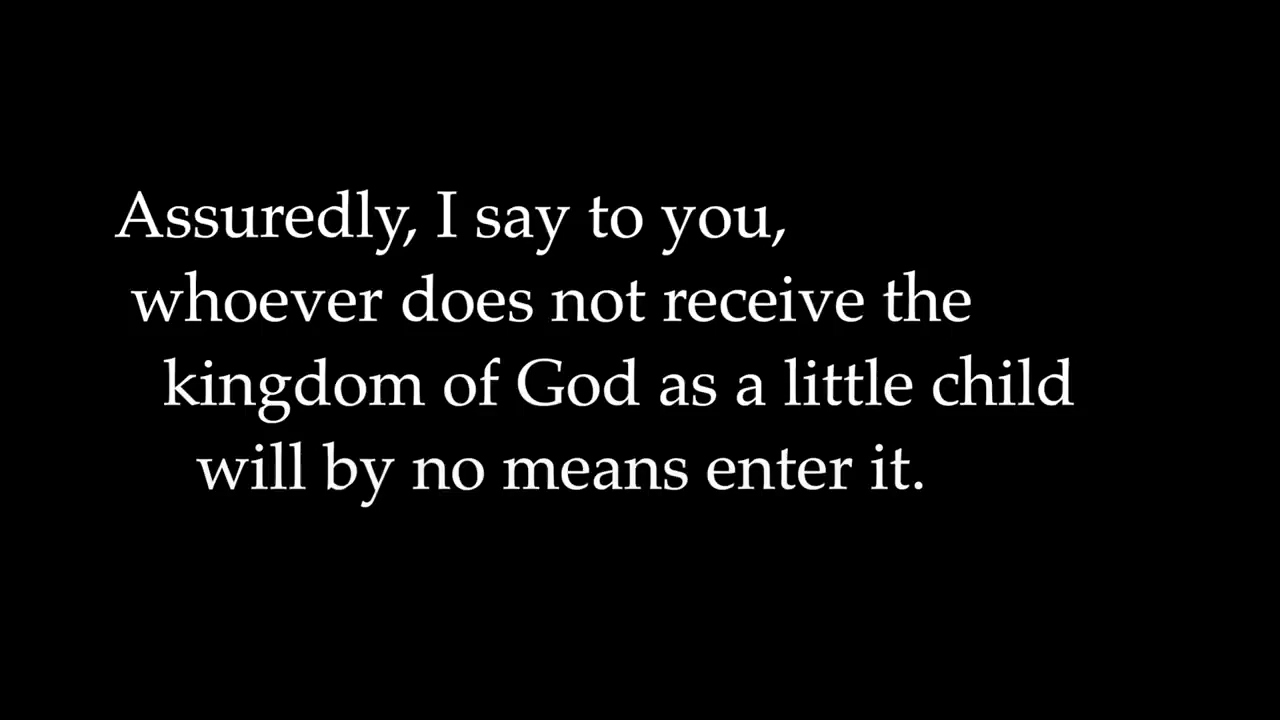 Assuredly, I say to you,
whoever does not receive the
kingdom of God as a little child
will by no means enter it.